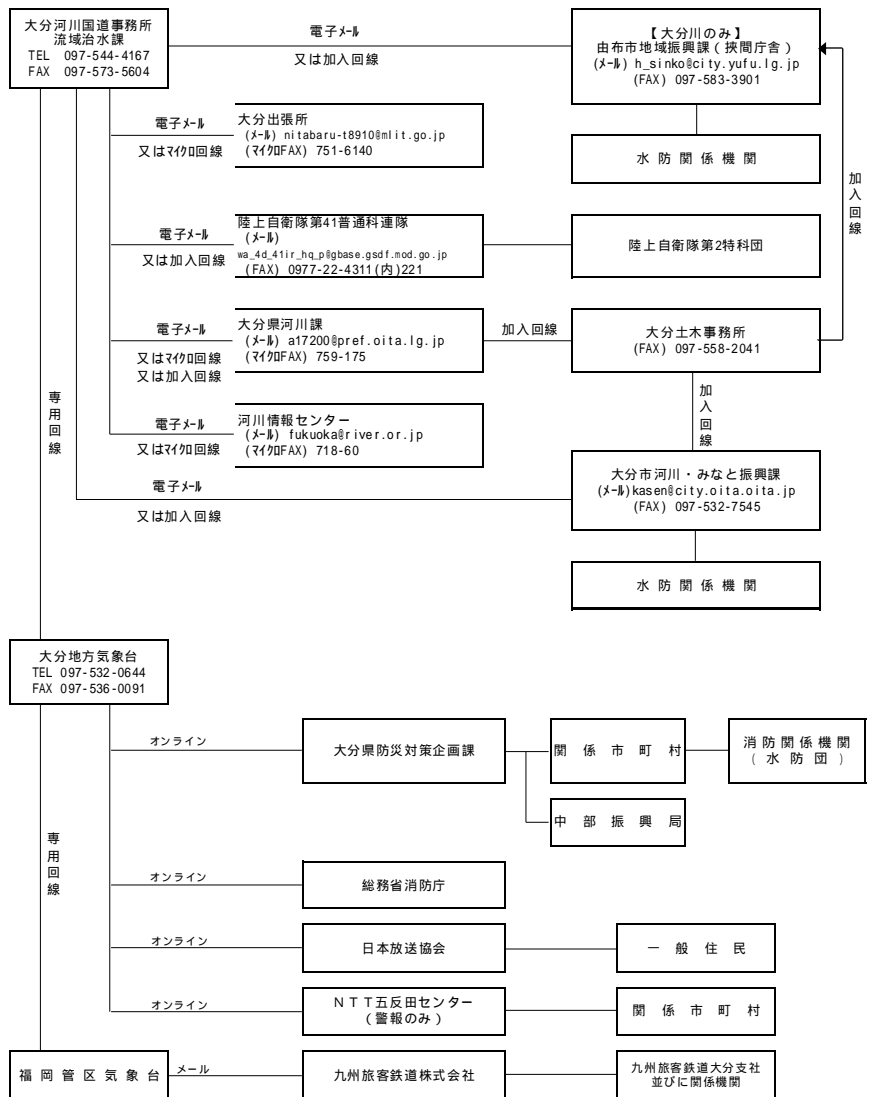 大分河川国道事務所
流域治水課
TEL 097-544-4167
FAX 097-573-5604
電子メール
又は加入回線
【大分川のみ】
由布市地域振興課(挾間庁舎)
(メール) h_sinko@city.yufu.lg.jp
(FAX) 097-583-3901
水防関係機関
加入回線
電子メール
又はマイクロ回線
大分出張所
(メール) nitabaru-t8910@mlit.go.jp
(マイクロFAX) 751-6140
電子メール
又は加入回線
陸上自衛隊第41普通科連隊
(メール)
wa_4d_41ir_hq_p@gbase.gsdf.mod.go.jp
(FAX) 0977-22-4311(内)221
陸上自衛隊第2特科団
電子メール
又はマイクロ回線
又は加入回線
大分県河川課
(メール) a17200@pref.oita.lg.jp
(マイクロFAX) 759-175
加入回線
大分土木事務所
(FAX) 097-558-2041
加入回線
専用回線
電子メール
又はマイクロ回線
河川情報センター
(メール) fukuoka@river.or.jp
(マイクロFAX) 718-60
電子メール
又は加入回線
大分市河川・みなと振興課
(メール)kasen@city.oita.oita.jp
(FAX) 097-532-7545
水防関係機関
大分地方気象台
TEL 097-532-0644
FAX 097-536-0091
オンライン
大分県防災対策企画課
関係市町村
消防関係機関
(水防団)
中部振興局
専用回線
オンライン
総務省消防庁
オンライン
日本放送協会
一般住民
オンライン
NTT五反田センター
(警報のみ)
関係市町村
福岡管区気象台
メール
九州旅客鉄道株式会社
九州旅客鉄道大分支社
並びに関係機関